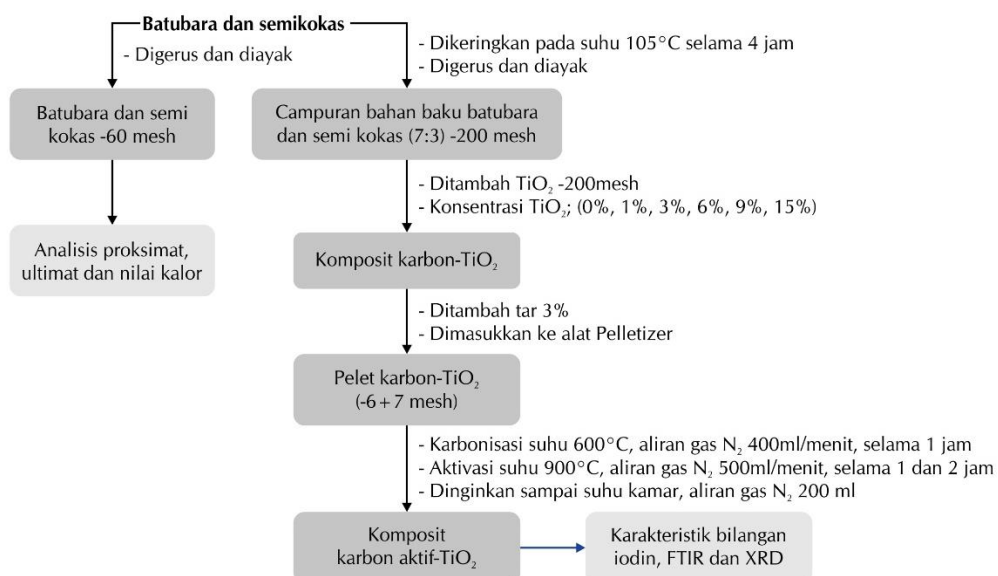 Batubara dan semikokas
- Digerus dan diayak
- Dikeringkan pada suhu 105°C selama 4 jam
- Digerus dan diayak
Batubara dan semi
kokas -60 mesh
Campuran bahan baku batubara
dan semi kokas (7:3) -200 mesh
- Ditambah TiO₂ -200mesh
- Konsentrasi TiO₂; (0%, 1%, 3%, 6%, 9%, 15%)
Analisis proksimat,
ultimat dan nilai kalor
Komposit karbon-TiO₂
- Ditambah tar 3%
- Dimasukkan ke alat Pelletizer
Pelet karbon-TiO₂
(-6+7 mesh)
- Karbonisasi suhu 600°C, aliran gas N₂ 400ml/menit, selama 1 jam
- Aktivasi suhu 900°C, aliran gas N₂ 500ml/menit, selama 1 dan 2 jam
- Dinginkan sampai suhu kamar, aliran gas N₂ 200 ml
Komposit
karbon aktif-TiO₂
Karakteristik bilangan
iodin, FTIR dan XRD